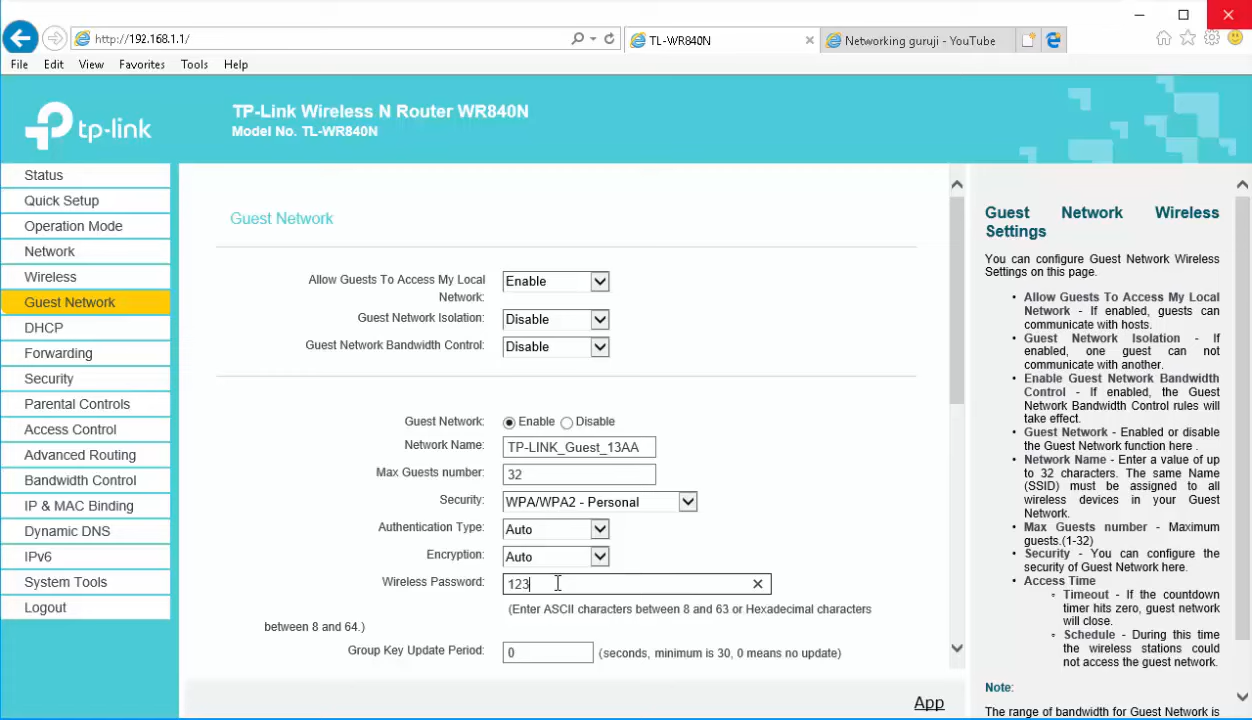 http://192.168.1.1/
TL-WR840N
Networking guruji - YouTube
File Edit View Favorites Tools Help
tp-link
TP-Link Wireless N Router WR840N
Model No. TL-WR840N
Status
Quick Setup
Operation Mode
Network
Wireless
Guest Network
DHCP
Forwarding
Security
Parental Controls
Access Control
Advanced Routing
Bandwidth Control
IP & MAC Binding
Dynamic DNS
IPv6
System Tools
Logout
Guest Network
Allow Guests To Access My Local
Network:
Enable
Guest Network Isolation: Disable
Guest Network Bandwidth Control: Disable
Guest Network: Enable Disable
Network Name: TP-LINK_Guest_13AA
Max Guests number: 32
Security: WPA/WPA2 - Personal
Authentication Type: Auto
Encryption: Auto
Wireless Password: 123
(Enter ASCII characters between 8 and 63 or Hexadecimal characters
between 8 and 64.)
Group Key Update Period: 0 (seconds, minimum is 30, 0 means no update)
App
Guest Network Wireless
Settings
You can configure Guest Network Wireless
Settings on this page.
• Allow Guests To Access My Local
Network - If enabled, guests can
communicate with hosts.
• Guest Network Isolation - If
enabled, one guest can not
communicate with another.
• Enable Guest Network Bandwidth
Control - If enabled, the Guest
Network Bandwidth Control rules will
take effect.
• Guest Network - Enabled or disable
the Guest Network function here .
• Network Name - Enter a value of up
to 32 characters. The same Name
(SSID) must be assigned to all
wireless devices in your Guest
Network.
• Max Guests number - Maximum
guests.(1-32)
• Security - You can configure the
security of Guest Network here.
• Access Time
Timeout - If the countdown
timer hits zero, guest network
will close.
Schedule - During this time
the wireless stations could
not access the guest network.
Note:
The range of bandwidth for Guest Network is